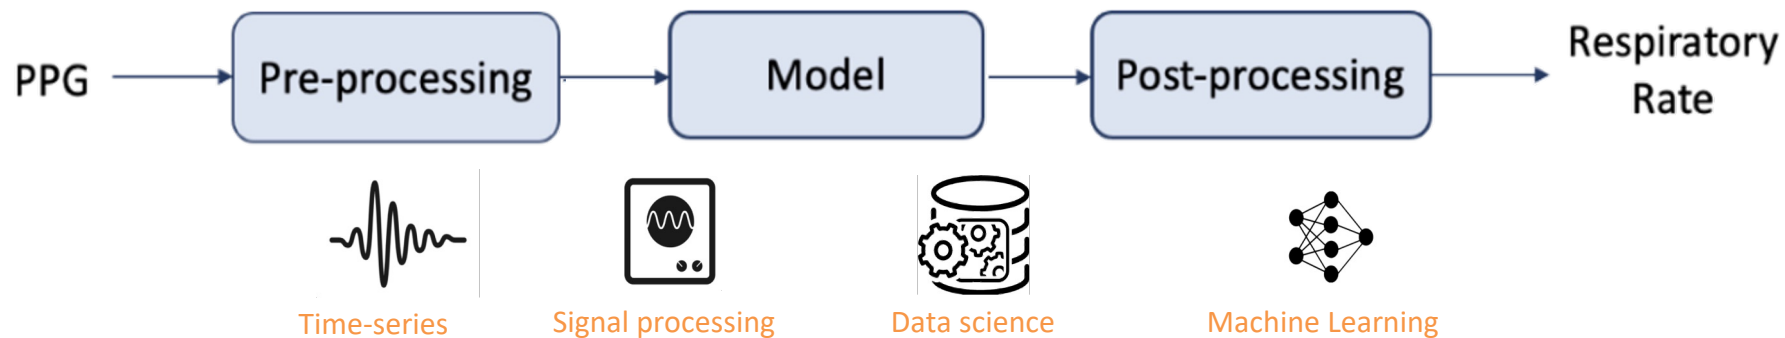 PPG
Pre-processing
Model
Post-processing
Respiratory
Rate
Time-series
Signal processing
Data science
Machine Learning